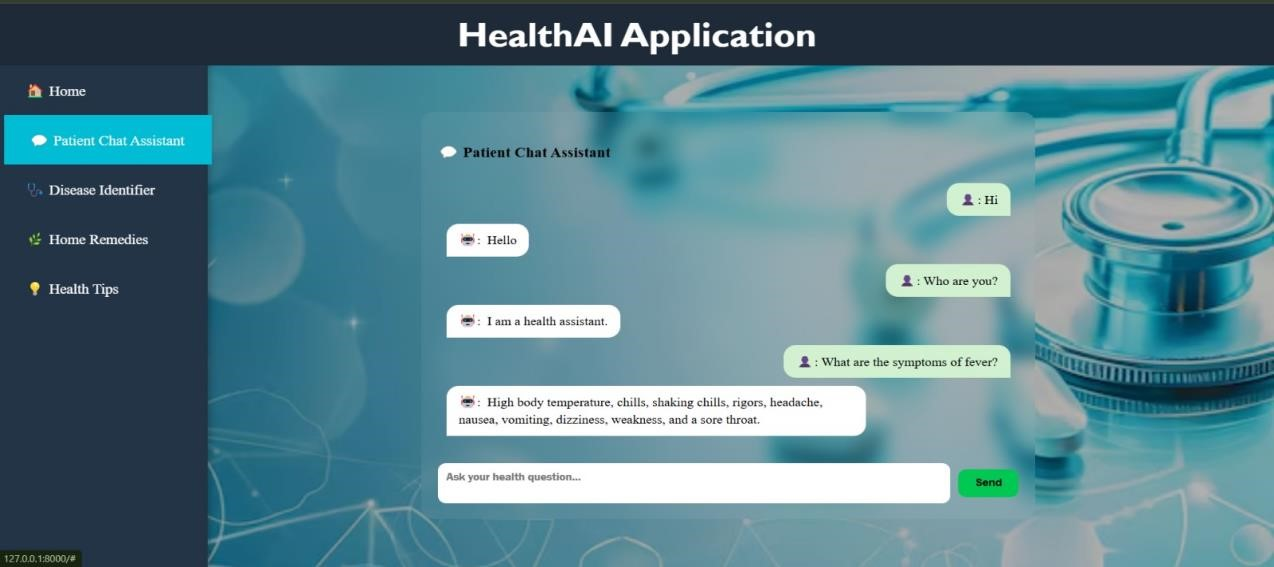 HealthAI Application
🏠 Home
💬 Patient Chat Assistant
🩺 Disease Identifier
🌿 Home Remedies
💡 Health Tips
💬 Patient Chat Assistant
👤 : Hi
🤖 : Hello
👤 : Who are you?
🤖 : I am a health assistant.
👤 : What are the symptoms of fever?
🤖 : High body temperature, chills, shaking chills, rigors, headache,
nausea, vomiting, dizziness, weakness, and a sore throat.
Ask your health question...
Send
127.0.0.1:8000/#